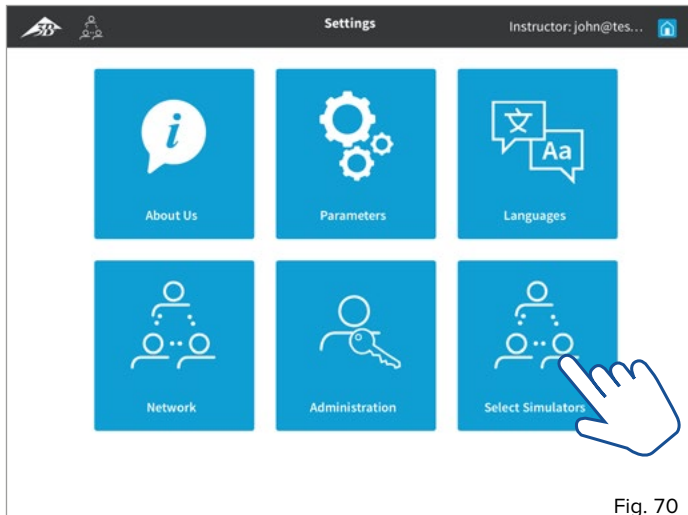 3B
Settings
Instructor: john@tes...
i
About Us
Parameters
文
Aa
Languages
Network
Administration
Select Simulators
Fig. 70